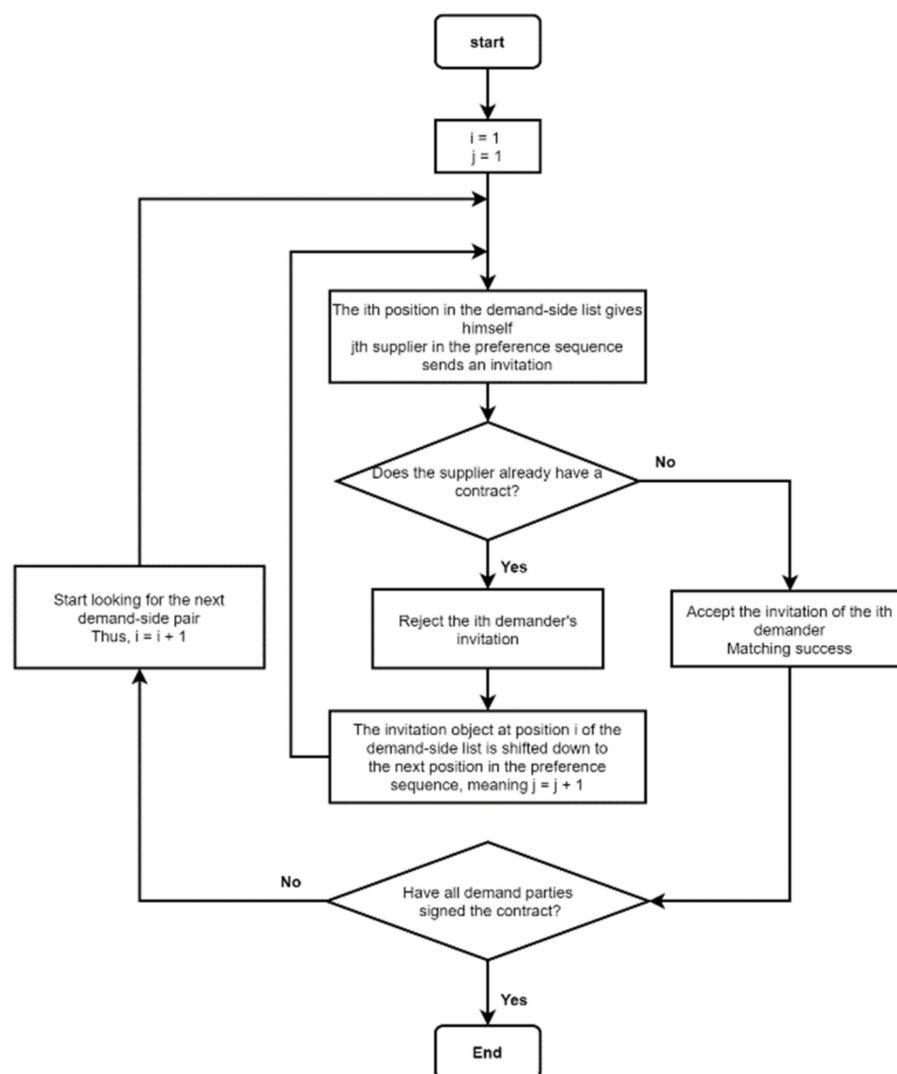 start
i = 1
j = 1
The ith position in the demand-side list gives
himself
jth supplier in the preference sequence
sends an invitation
Does the supplier already have a
contract?
No
Yes
Reject the ith demander's
invitation
Accept the invitation of the ith
demander
Matching success
Start looking for the next
demand-side pair
Thus, i = i + 1
The invitation object at position i of the
demand-side list is shifted down to
the next position in the preference
sequence, meaning j = j + 1
Have all demand parties
signed the contract?
No
Yes
End